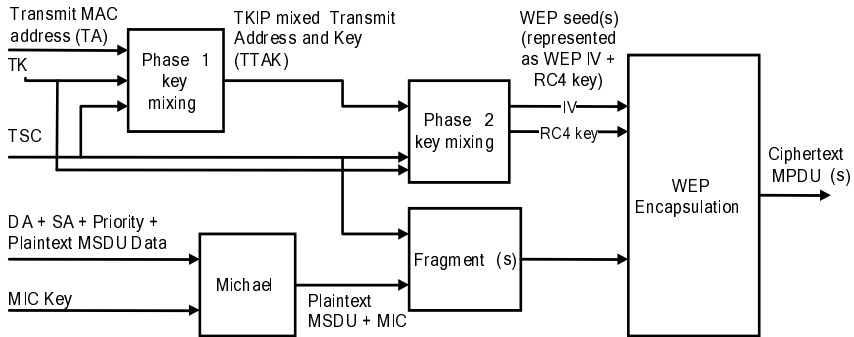 Transmit MAC
address (TA)
TK
TSC
Phase 1
key
mixing
TKIP mixed Transmit
Address and Key
(TTAK)
Phase 2
key mixing
WEP seed(s)
(represented
as WEP IV +
RC4 key)
IV
RC4 key
WEP
Encapsulation
Ciphertext
MPDU (s)
DA + SA + Priority +
Plaintext MSDU Data
MIC Key
Michael
Plaintext
MSDU + MIC
Fragment (s)